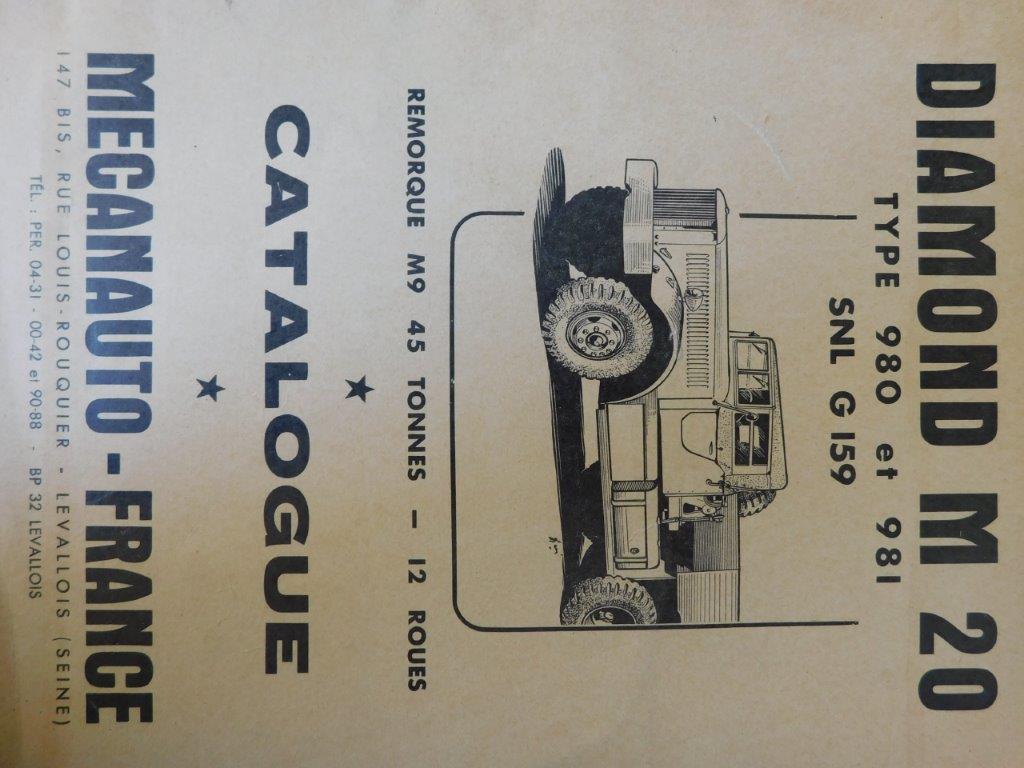 DIAMOND M 20
TYPE 980 et 981
SNL G 159
REMORQUE M9 45 TONNES – 12 ROUES
CATALOGUE
MECANAUTO - FRANCE
147 BIS, RUE LOUIS-ROUQUIER - LEVALLOIS (SEINE)
TÉL. : PER. 04-31 - 00-42 et 90-88 - BP 32 LEVALLOIS